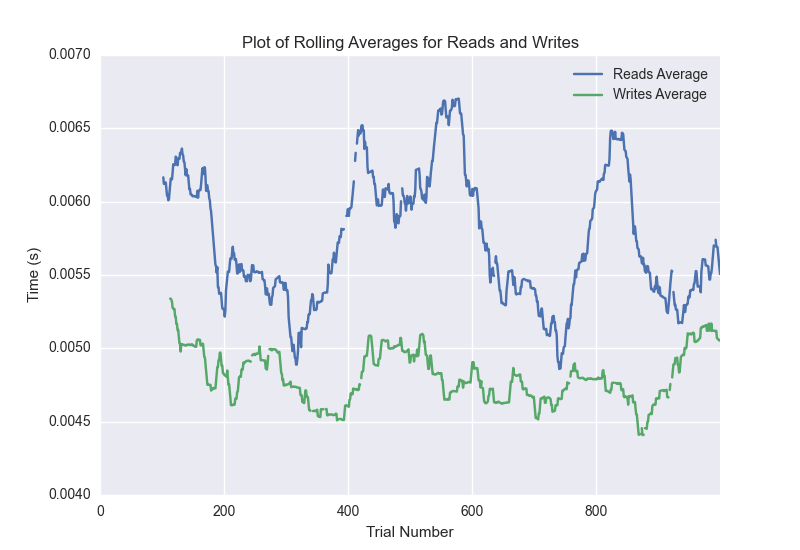 Plot of Rolling Averages for Reads and Writes
0.0070
Reads Average
Writes Average
0.0065
0.0060
0.0055
0.0050
0.0045
0.0040
Time (s)
0 200 400 600 800
Trial Number